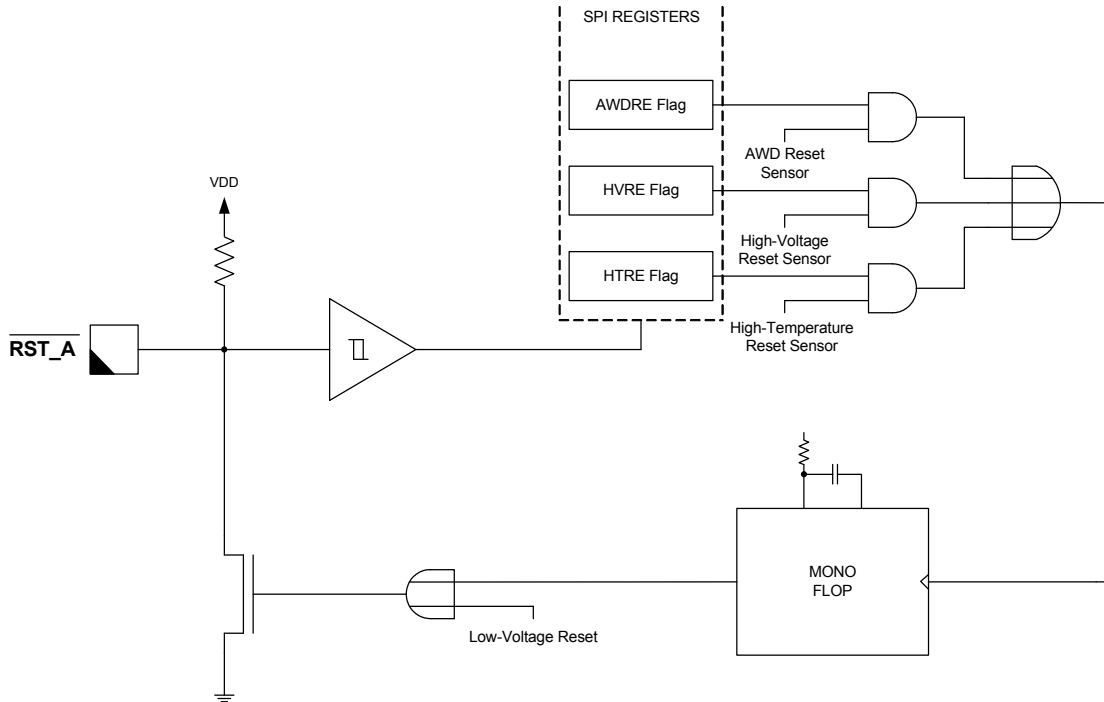 SPI REGISTERS
AWDRE Flag
AWD Reset
Sensor
VDD
HVRE Flag
High-Voltage
Reset Sensor
HTRE Flag
High-Temperature
Reset Sensor
RST_A
MONO
FLOP
Low-Voltage Reset